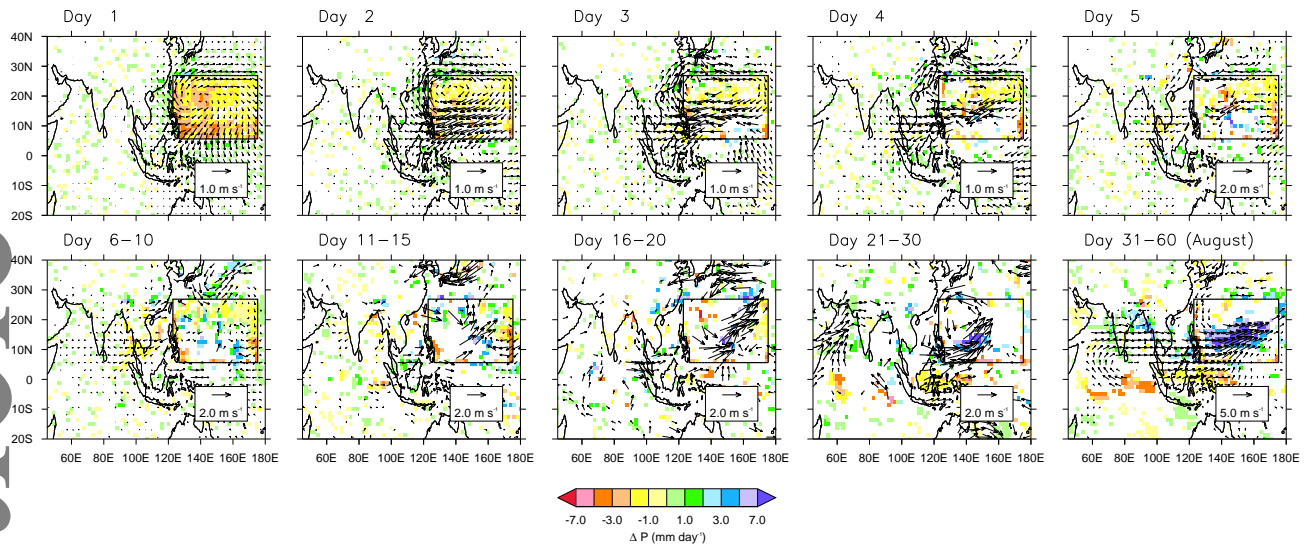 Day 1
Day 2
Day 3
Day 4
Day 5
40N
30N
20N
10N
0
10S
20S
1.0 m s⁻¹
1.0 m s⁻¹
1.0 m s⁻¹
1.0 m s⁻¹
2.0 m s⁻¹
Day 6−10
Day 11−15
Day 16−20
Day 21−30
Day 31−60 (August)
40N
30N
20N
10N
0
10S
20S
2.0 m s⁻¹
2.0 m s⁻¹
2.0 m s⁻¹
2.0 m s⁻¹
5.0 m s⁻¹
60E 80E 100E 120E 140E 160E 180E
60E 80E 100E 120E 140E 160E 180E
60E 80E 100E 120E 140E 160E 180E
60E 80E 100E 120E 140E 160E 180E
60E 80E 100E 120E 140E 160E 180E
-7.0 -3.0 -1.0 1.0 3.0 7.0
Δ P (mm day⁻¹)